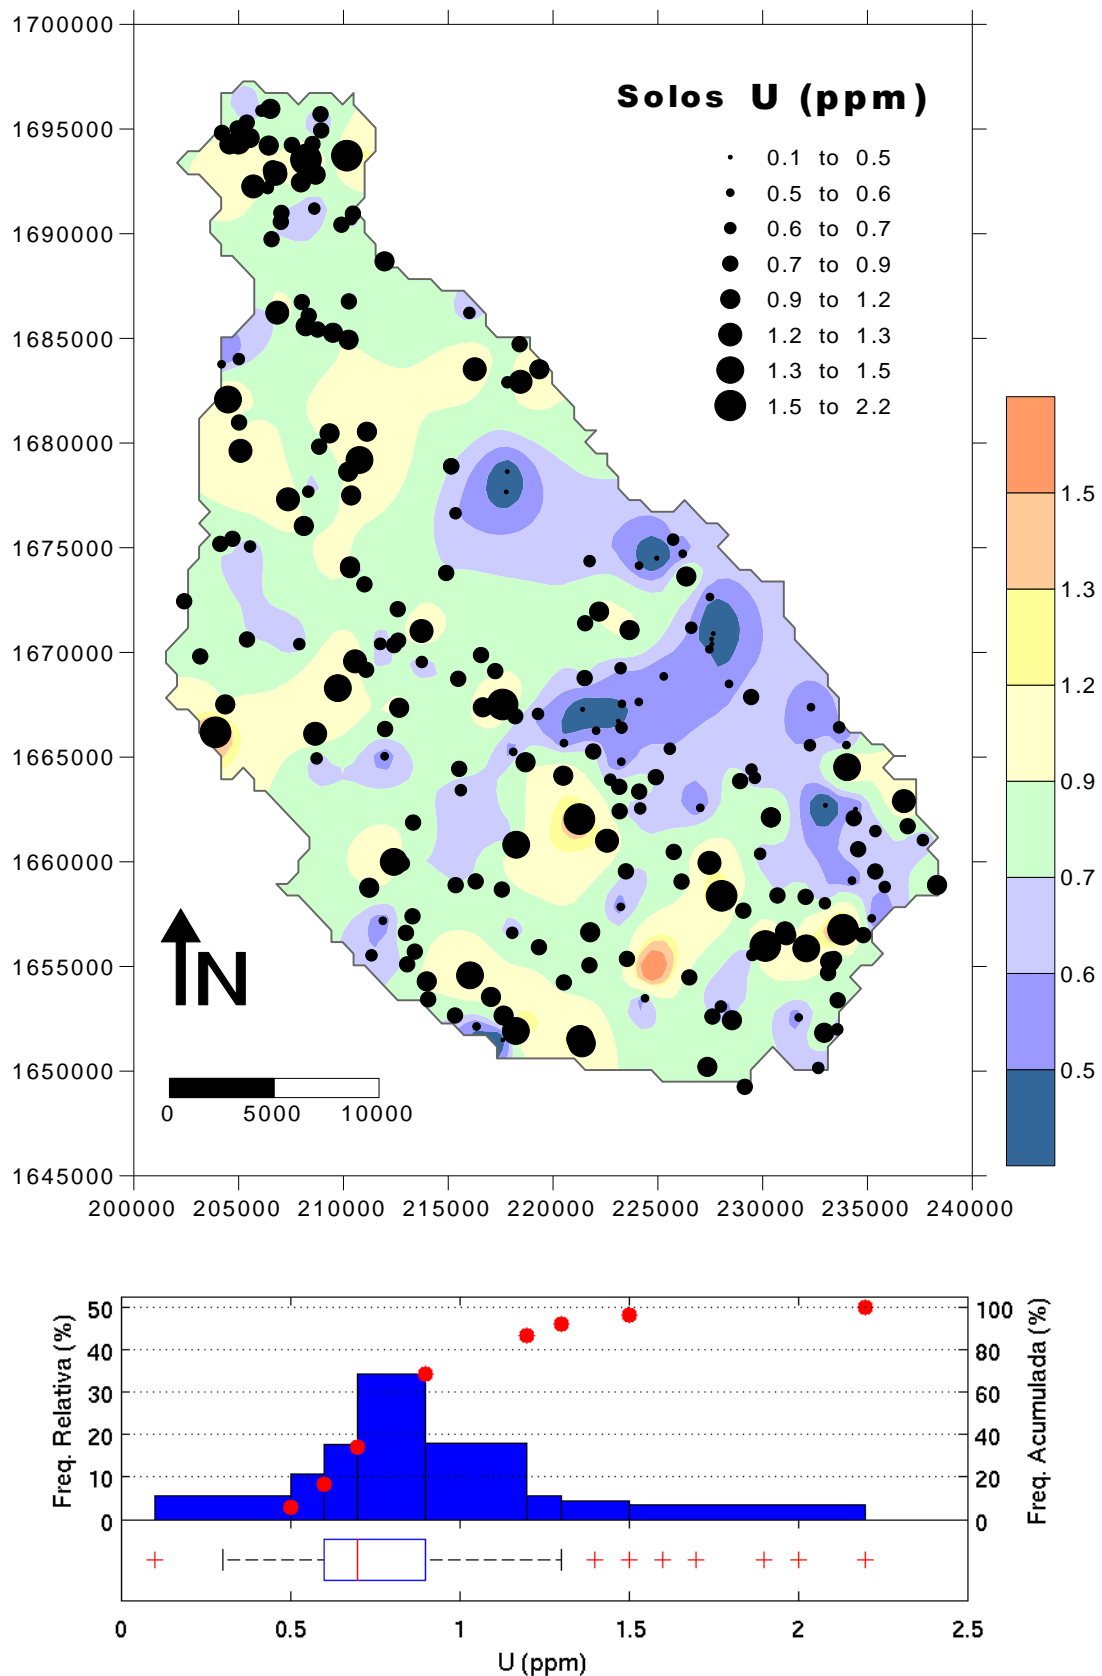 1700000
1695000
1690000
1685000
1680000
1675000
1670000
1665000
1660000
1655000
1650000
1645000
200000 205000 210000 215000 220000 225000 230000 235000 240000
Solos U (ppm)
0.1 to 0.5
0.5 to 0.6
0.6 to 0.7
0.7 to 0.9
0.9 to 1.2
1.2 to 1.3
1.3 to 1.5
1.5 to 2.2
1.5
1.3
1.2
0.9
0.7
0.6
0.5
N
0 5000 10000
Freq. Relativa (%)
50
40
30
20
10
0
100
80
60
40
20
0
Freq. Acumulada (%)
0 0.5 1 1.5 2 2.5
U (ppm)